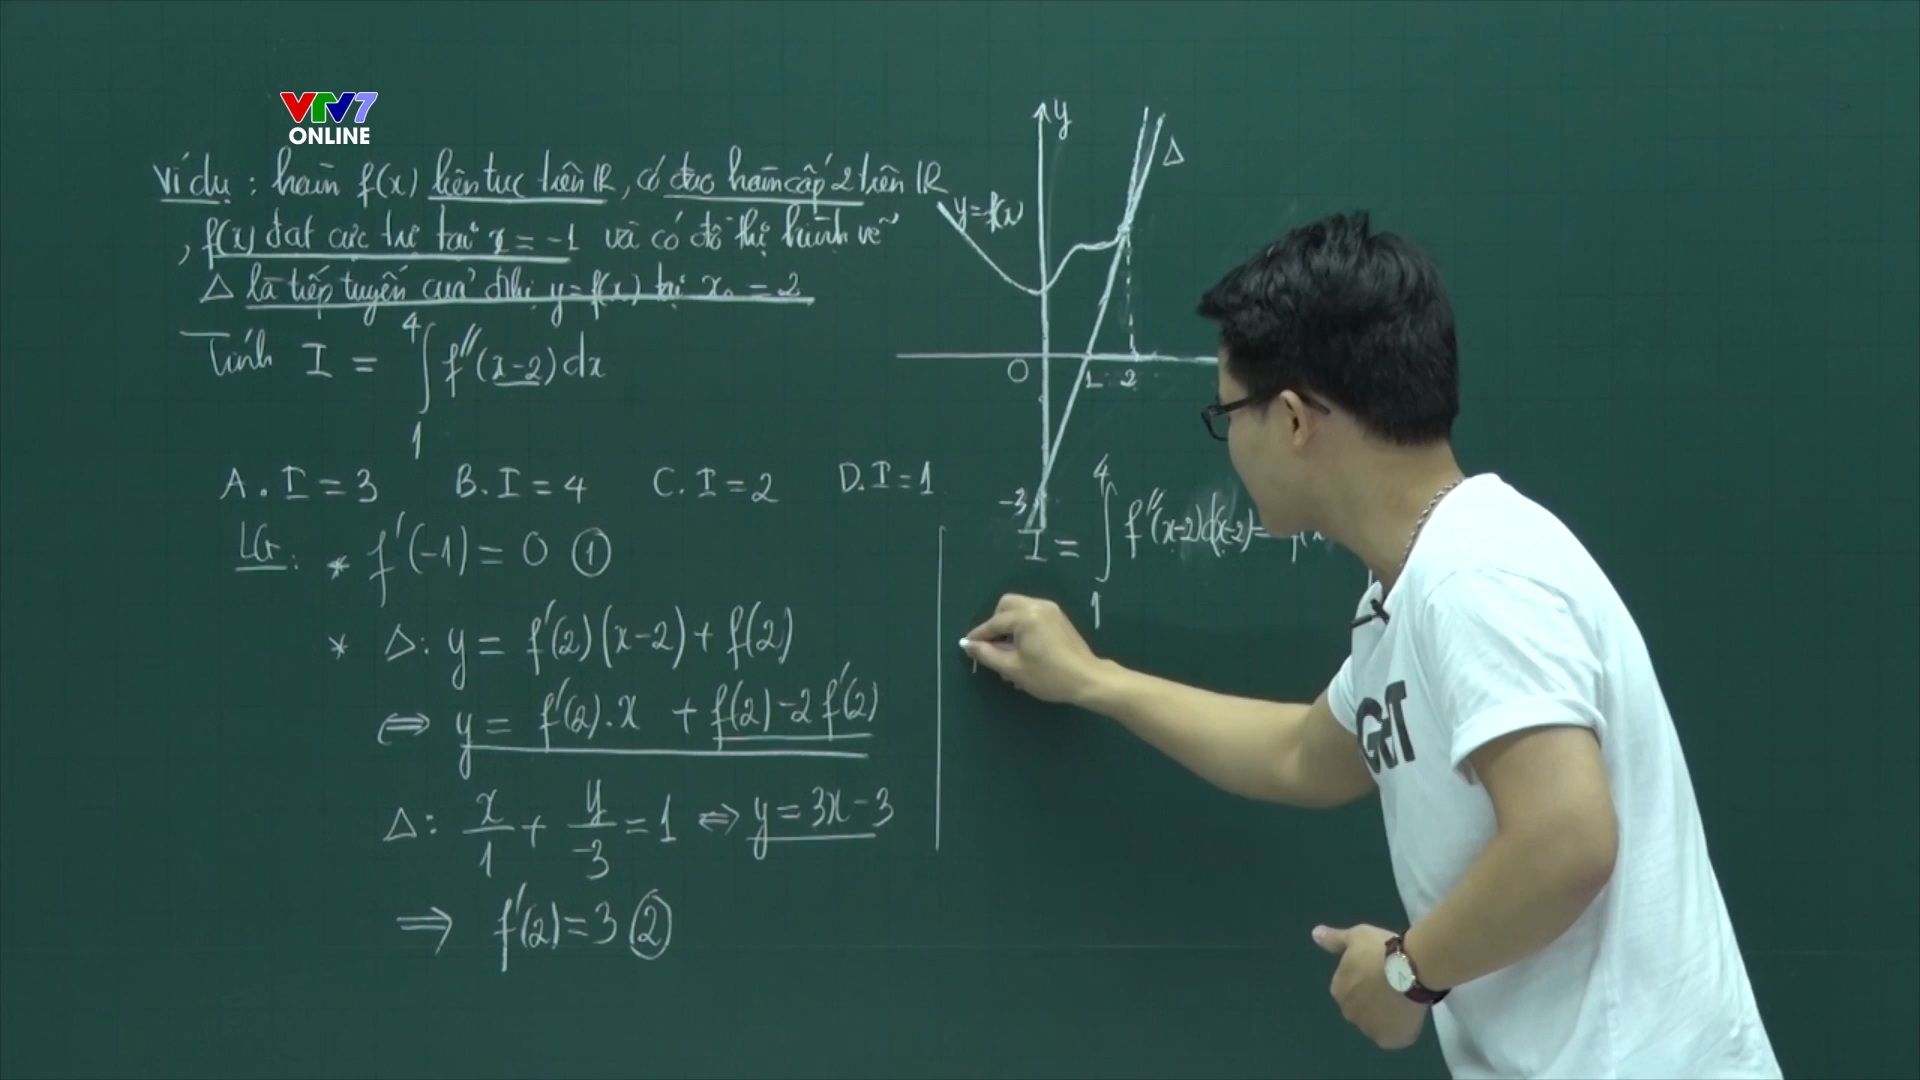 VTV7
ONLINE
Ví dụ: hàm f(x) liên tục trên ℝ, có đạo hàm cấp 2 trên ℝ
, f(x) đạt cực trị tại x = -1 và có đồ thị hình vẽ
Δ là tiếp tuyến của đthị y = f(x) tại x₀ = 2
Tính I = ∫₁⁴ f''(x-2)dx
A. I = 3 B. I = 4 C. I = 2 D. I = 1
LG: * f'(-1) = 0 ①
* Δ: y = f'(2)(x-2) + f(2)
⇔ y = f'(2).x + f(2) - 2f'(2)
Δ: x/1 + y/-3 = 1 ⇔ y = 3x - 3
⇒ f'(2) = 3 ②
y
Δ
y = f(x)
O 1 2
-3
I = ∫₁⁴ f''(x-2)d(x-2) =
GET